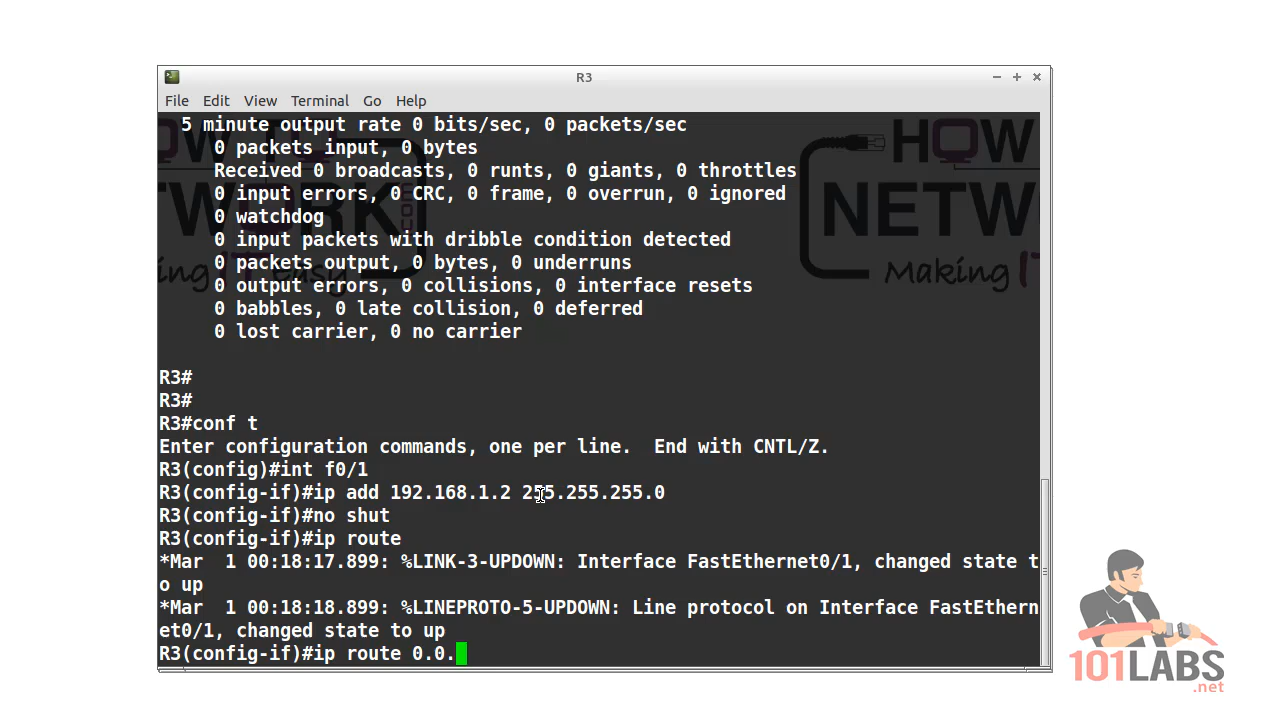 R3
File Edit View Terminal Go Help
5 minute output rate 0 bits/sec, 0 packets/sec
0 packets input, 0 bytes
Received 0 broadcasts, 0 runts, 0 giants, 0 throttles
0 input errors, 0 CRC, 0 frame, 0 overrun, 0 ignored
0 watchdog
0 input packets with dribble condition detected
0 packets output, 0 bytes, 0 underruns
0 output errors, 0 collisions, 0 interface resets
0 babbles, 0 late collision, 0 deferred
0 lost carrier, 0 no carrier
R3#
R3#
R3#conf t
Enter configuration commands, one per line.  End with CNTL/Z.
R3(config)#int f0/1
R3(config-if)#ip add 192.168.1.2 255.255.255.0
R3(config-if)#no shut
R3(config-if)#ip route
*Mar  1 00:18:17.899: %LINK-3-UPDOWN: Interface FastEthernet0/1, changed state t
o up
*Mar  1 00:18:18.899: %LINEPROTO-5-UPDOWN: Line protocol on Interface FastEthern
et0/1, changed state to up
R3(config-if)#ip route 0.0.
HOW
NETW
Making IT
101LABS
.net